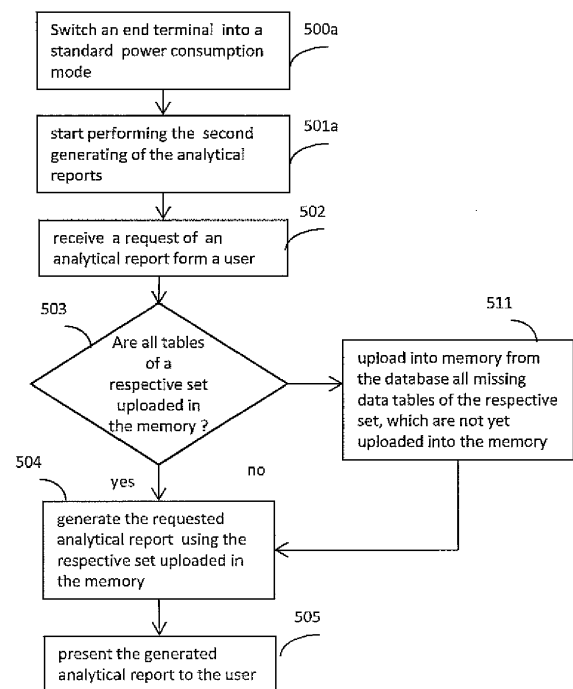 Switch an end terminal into a
standard power consumption
mode
500a
start performing the second
generating of the analytical
reports
501a
502
receive a request of an
analytical report form a user
503
Are all tables
of a
respective set
uploaded in
the memory ?
511
upload into memory from
the database all missing
data tables of the respective
set, which are not yet
uploaded into the memory
504
yes
no
generate the requested
analytical report using the
respective set uploaded in
the memory
505
present the generated
analytical report to the user